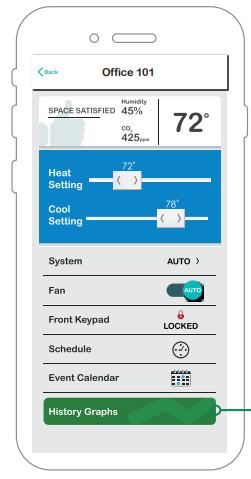 Back
Office 101
SPACE SATISFIED
Humidity
45%
CO₂
425ppm
72°
Heat Setting
72°
Cool Setting
78°
System
AUTO
Fan
AUTO
Front Keypad
LOCKED
Schedule
Event Calendar
History Graphs